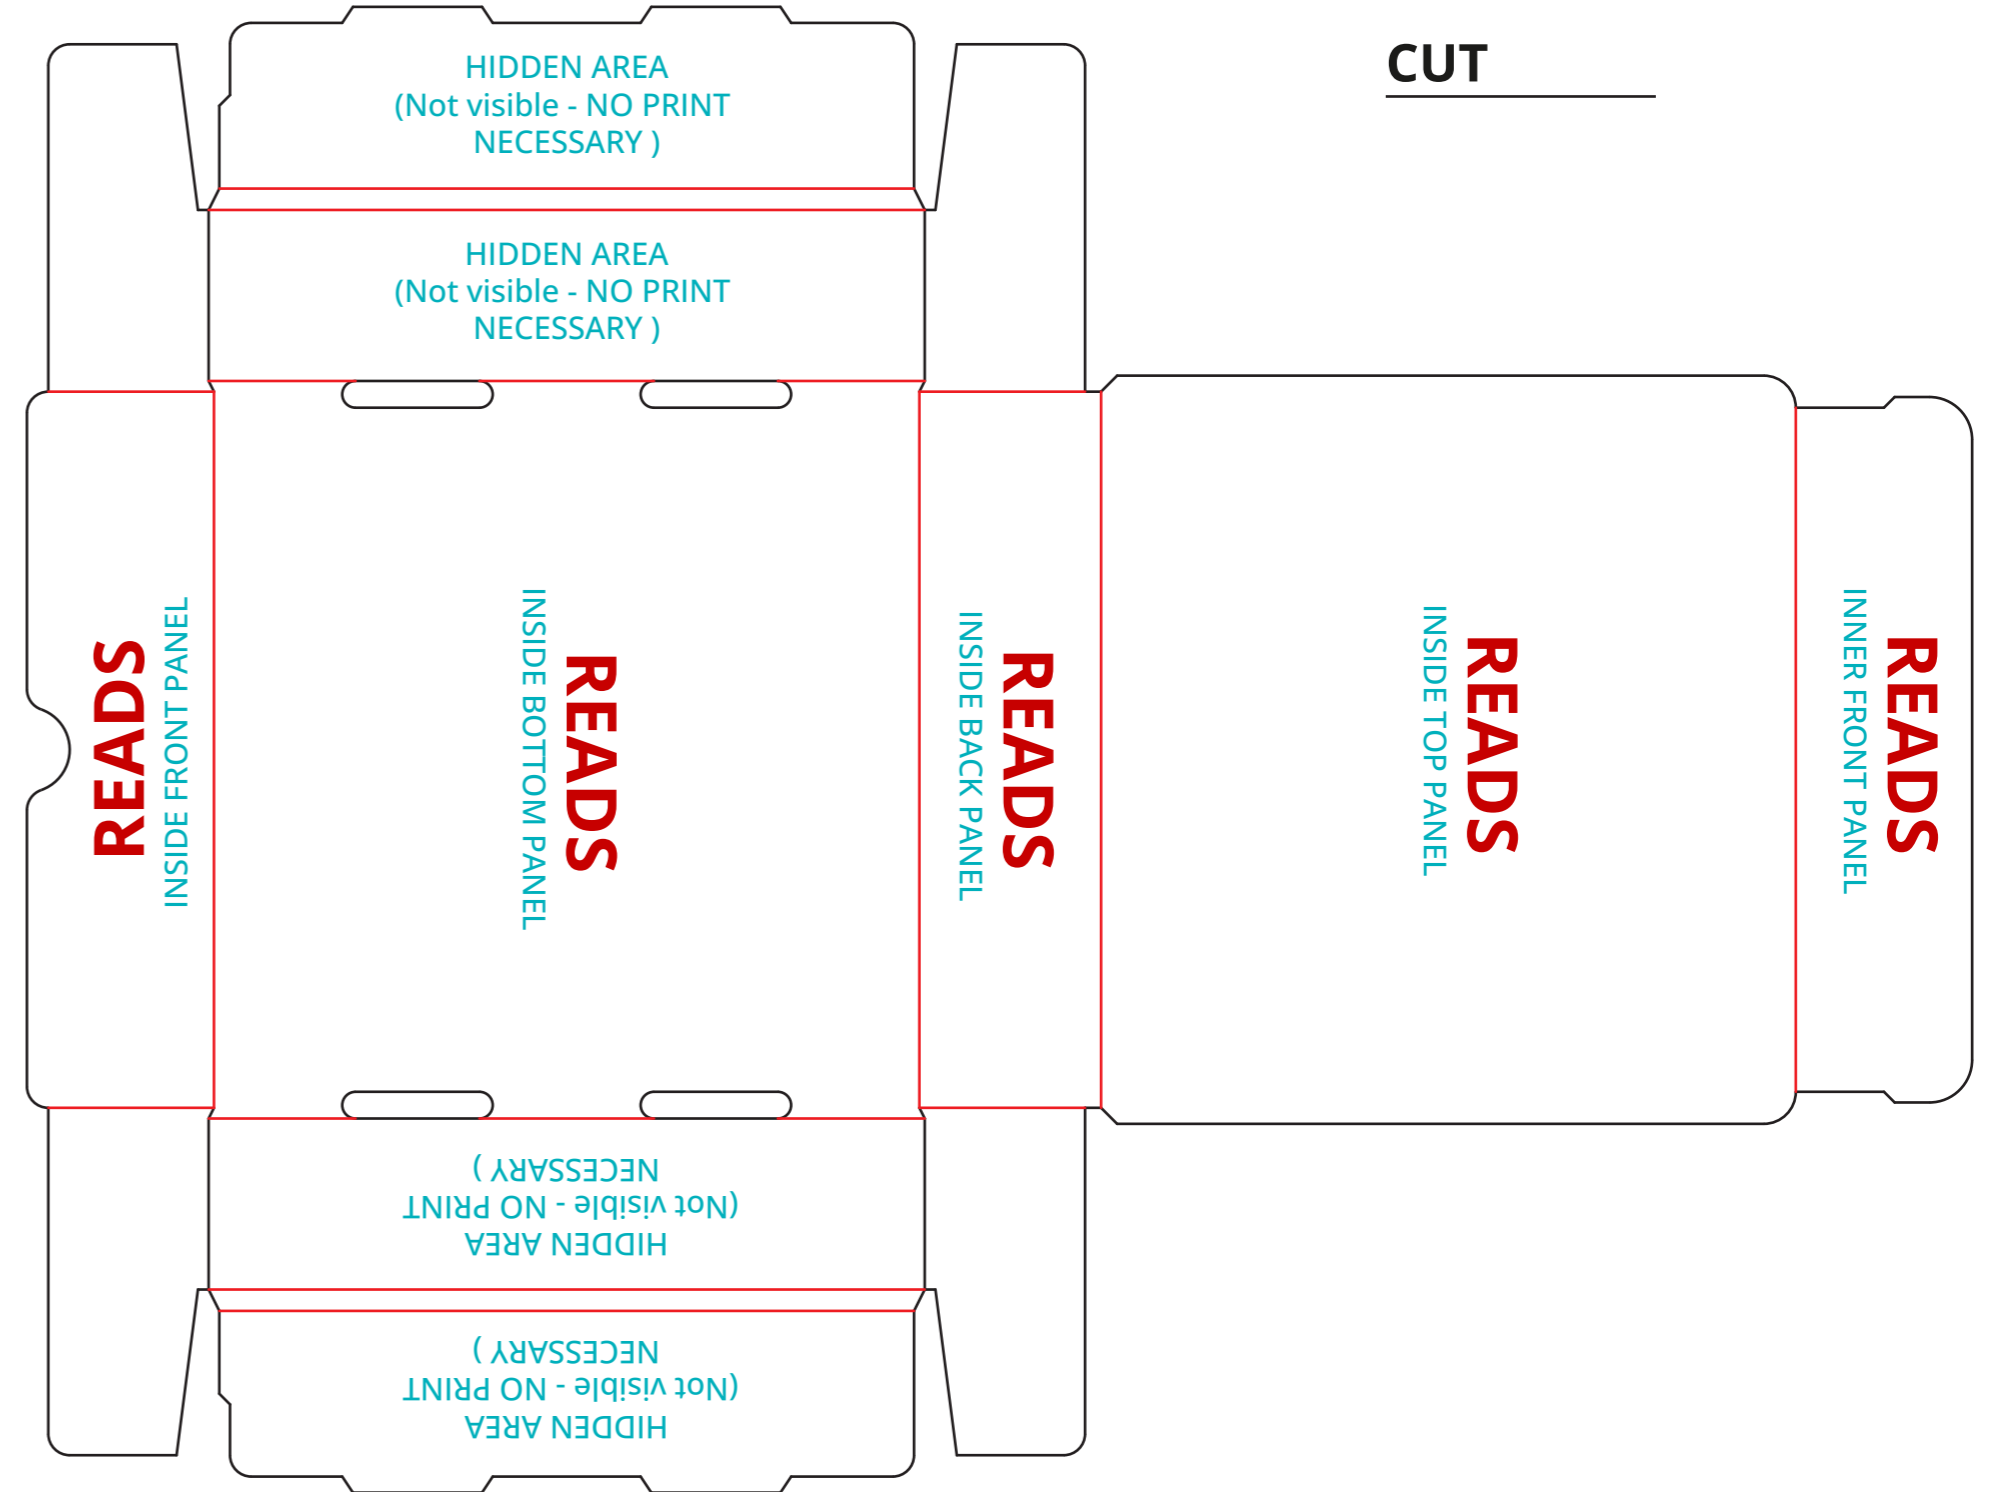 CUT
HIDDEN AREA
(Not visible - NO PRINT
NECESSARY )
HIDDEN AREA
(Not visible - NO PRINT
NECESSARY )
READS
INSIDE FRONT PANEL
READS
INSIDE BOTTOM PANEL
READS
INSIDE BACK PANEL
READS
INSIDE TOP PANEL
READS
INNER FRONT PANEL
HIDDEN AREA
(Not visible - NO PRINT
NECESSARY )
HIDDEN AREA
(Not visible - NO PRINT
NECESSARY )